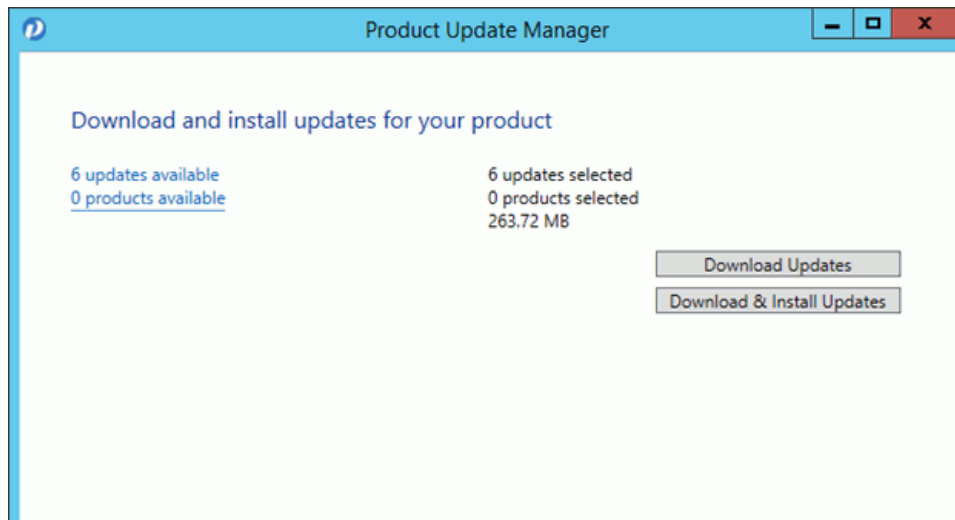 Product Update Manager
Download and install updates for your product
6 updates available
0 products available
6 updates selected
0 products selected
263.72 MB
Download Updates
Download & Install Updates